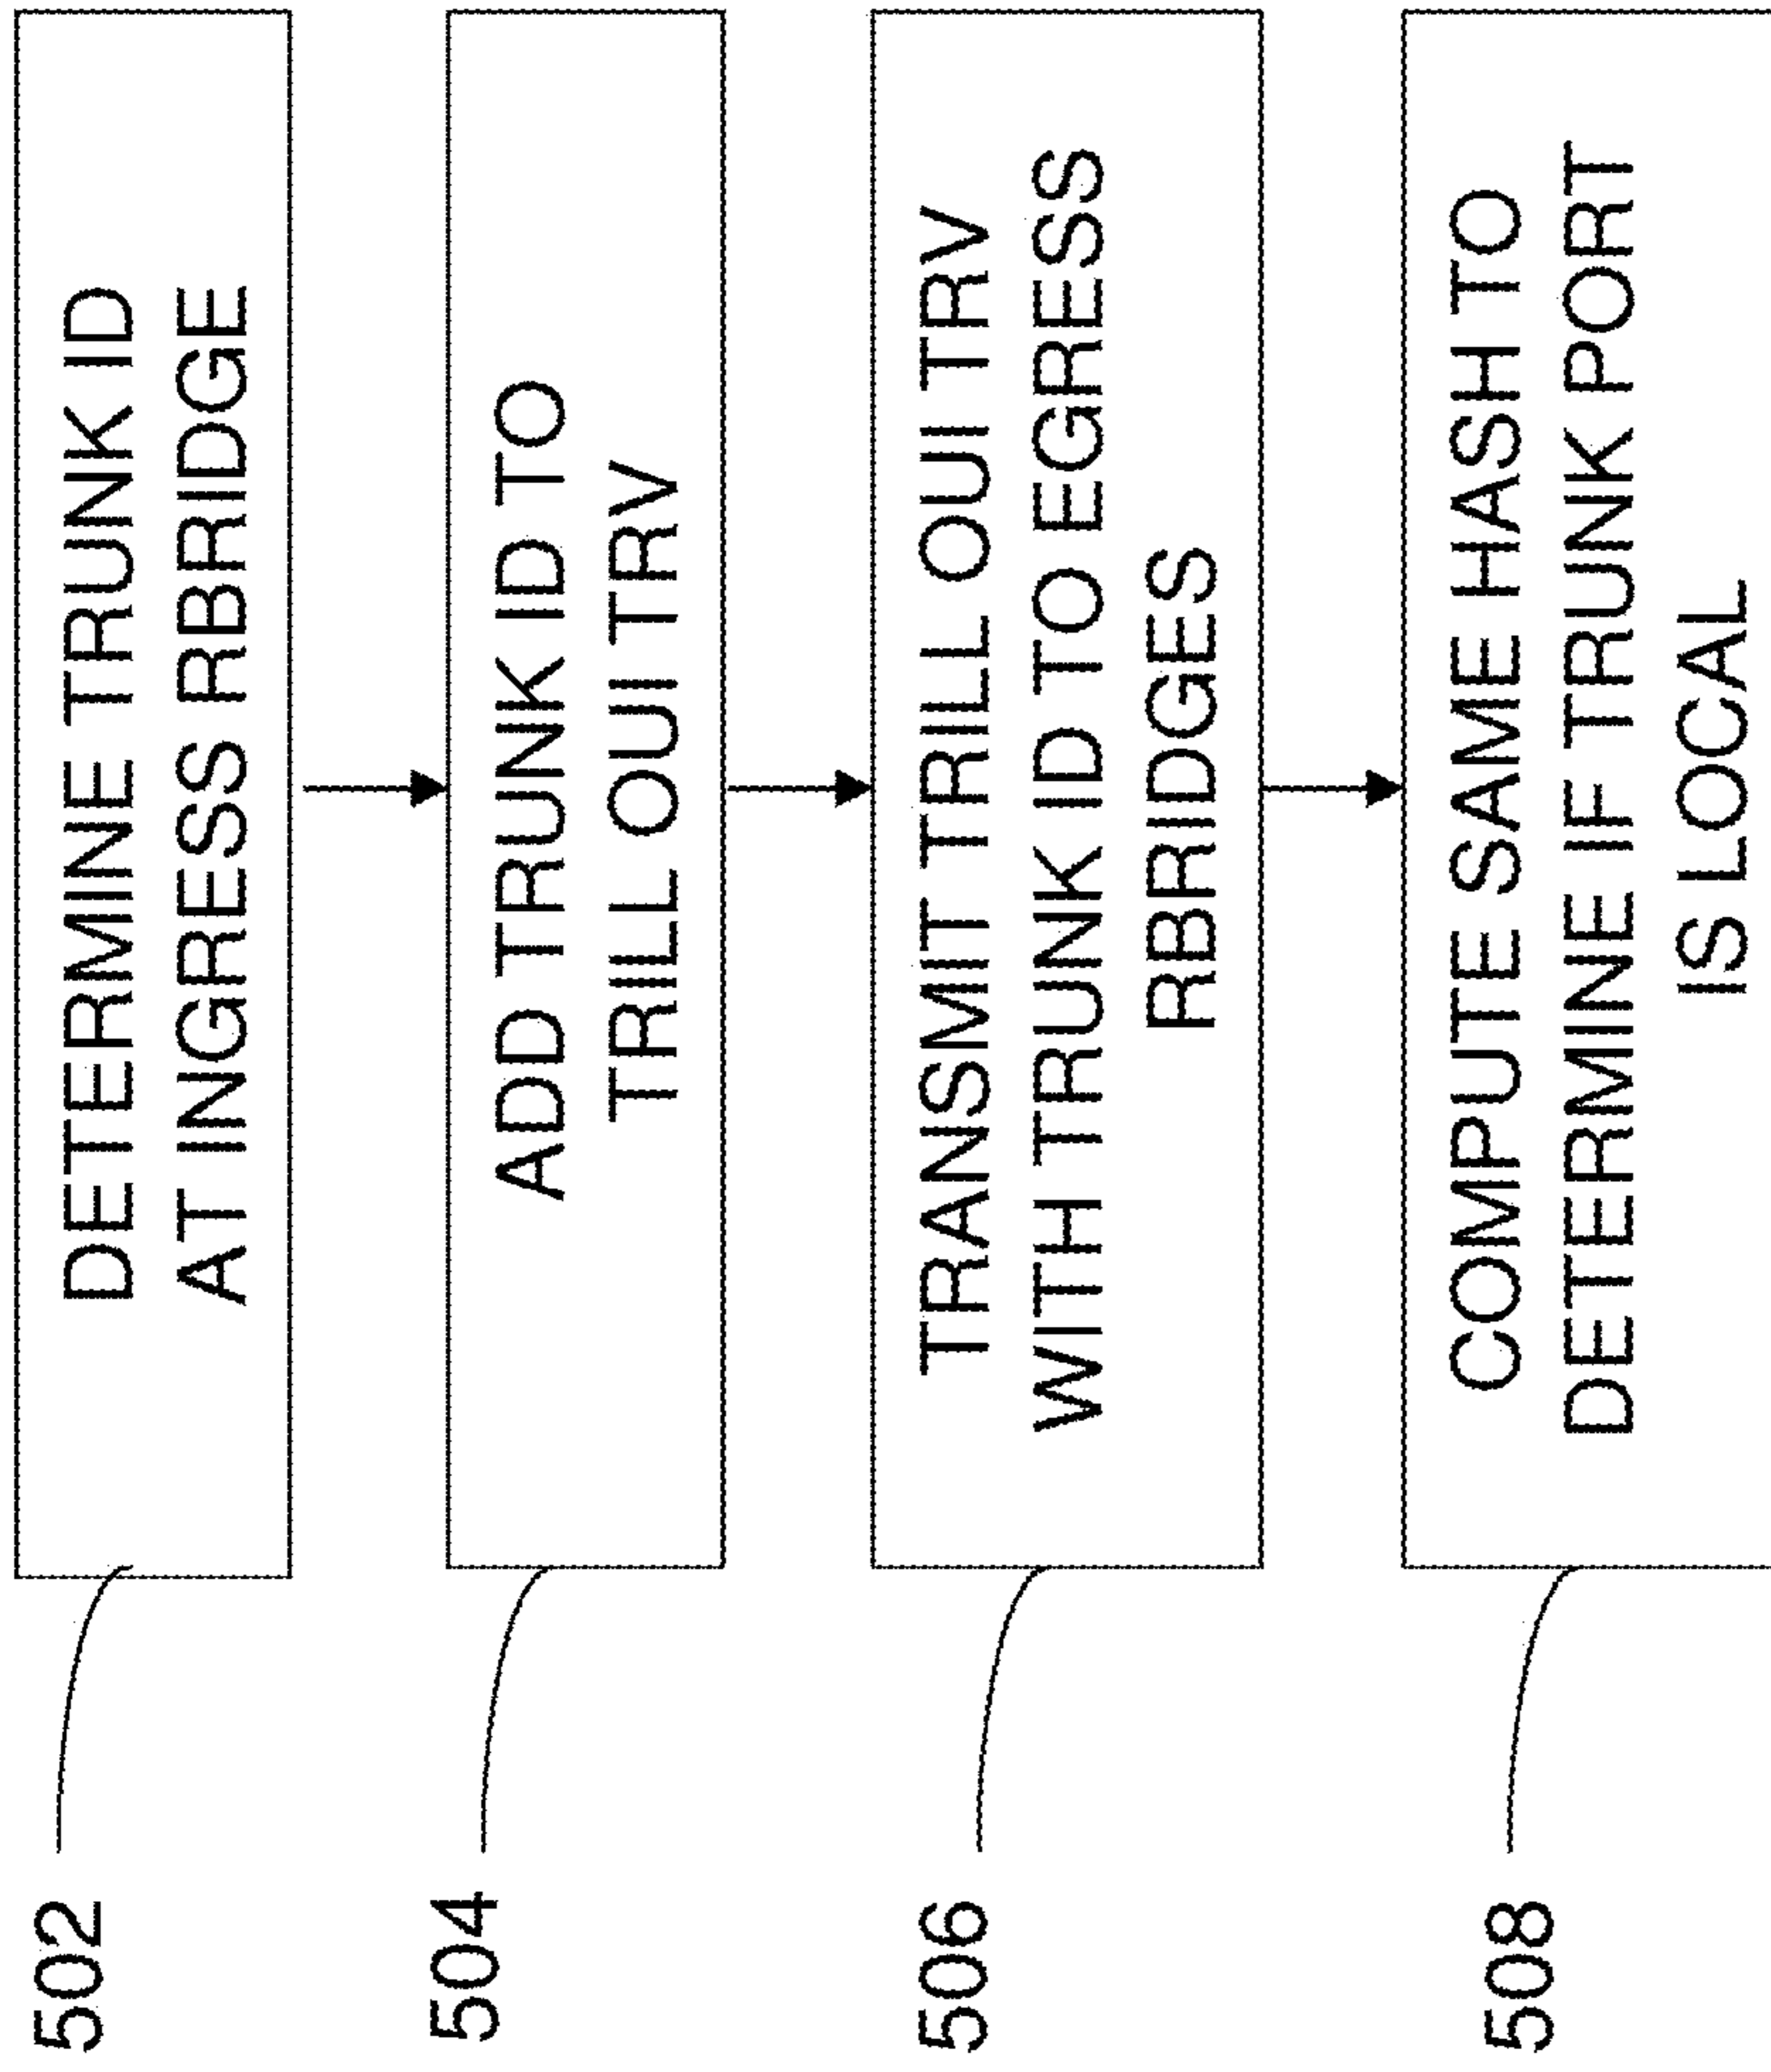 502
DETERMINE TRUNK ID
AT INGRESS RBRIDGE
504
ADD TRUNK ID TO
TRILL OUI TRV
506
TRANSMIT TRILL OUI TRV
WITH TRUNK ID TO EGRESS
RBRIDGES
508
COMPUTE SAME HASH TO
DETERMINE IF TRUNK PORT
IS LOCAL